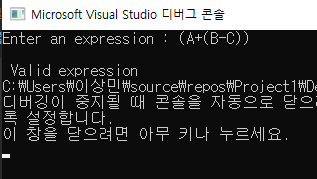 Microsoft Visual Studio 디버그 콘솔
Enter an expression : (A+(B-C))
Valid expression
C:₩Users₩이상민₩source₩repos₩Project1₩De
디버깅이 중지될 때 콘솔을 자동으로 닫으
록 설정합니다.
이 창을 닫으려면 아무 키나 누르세요.